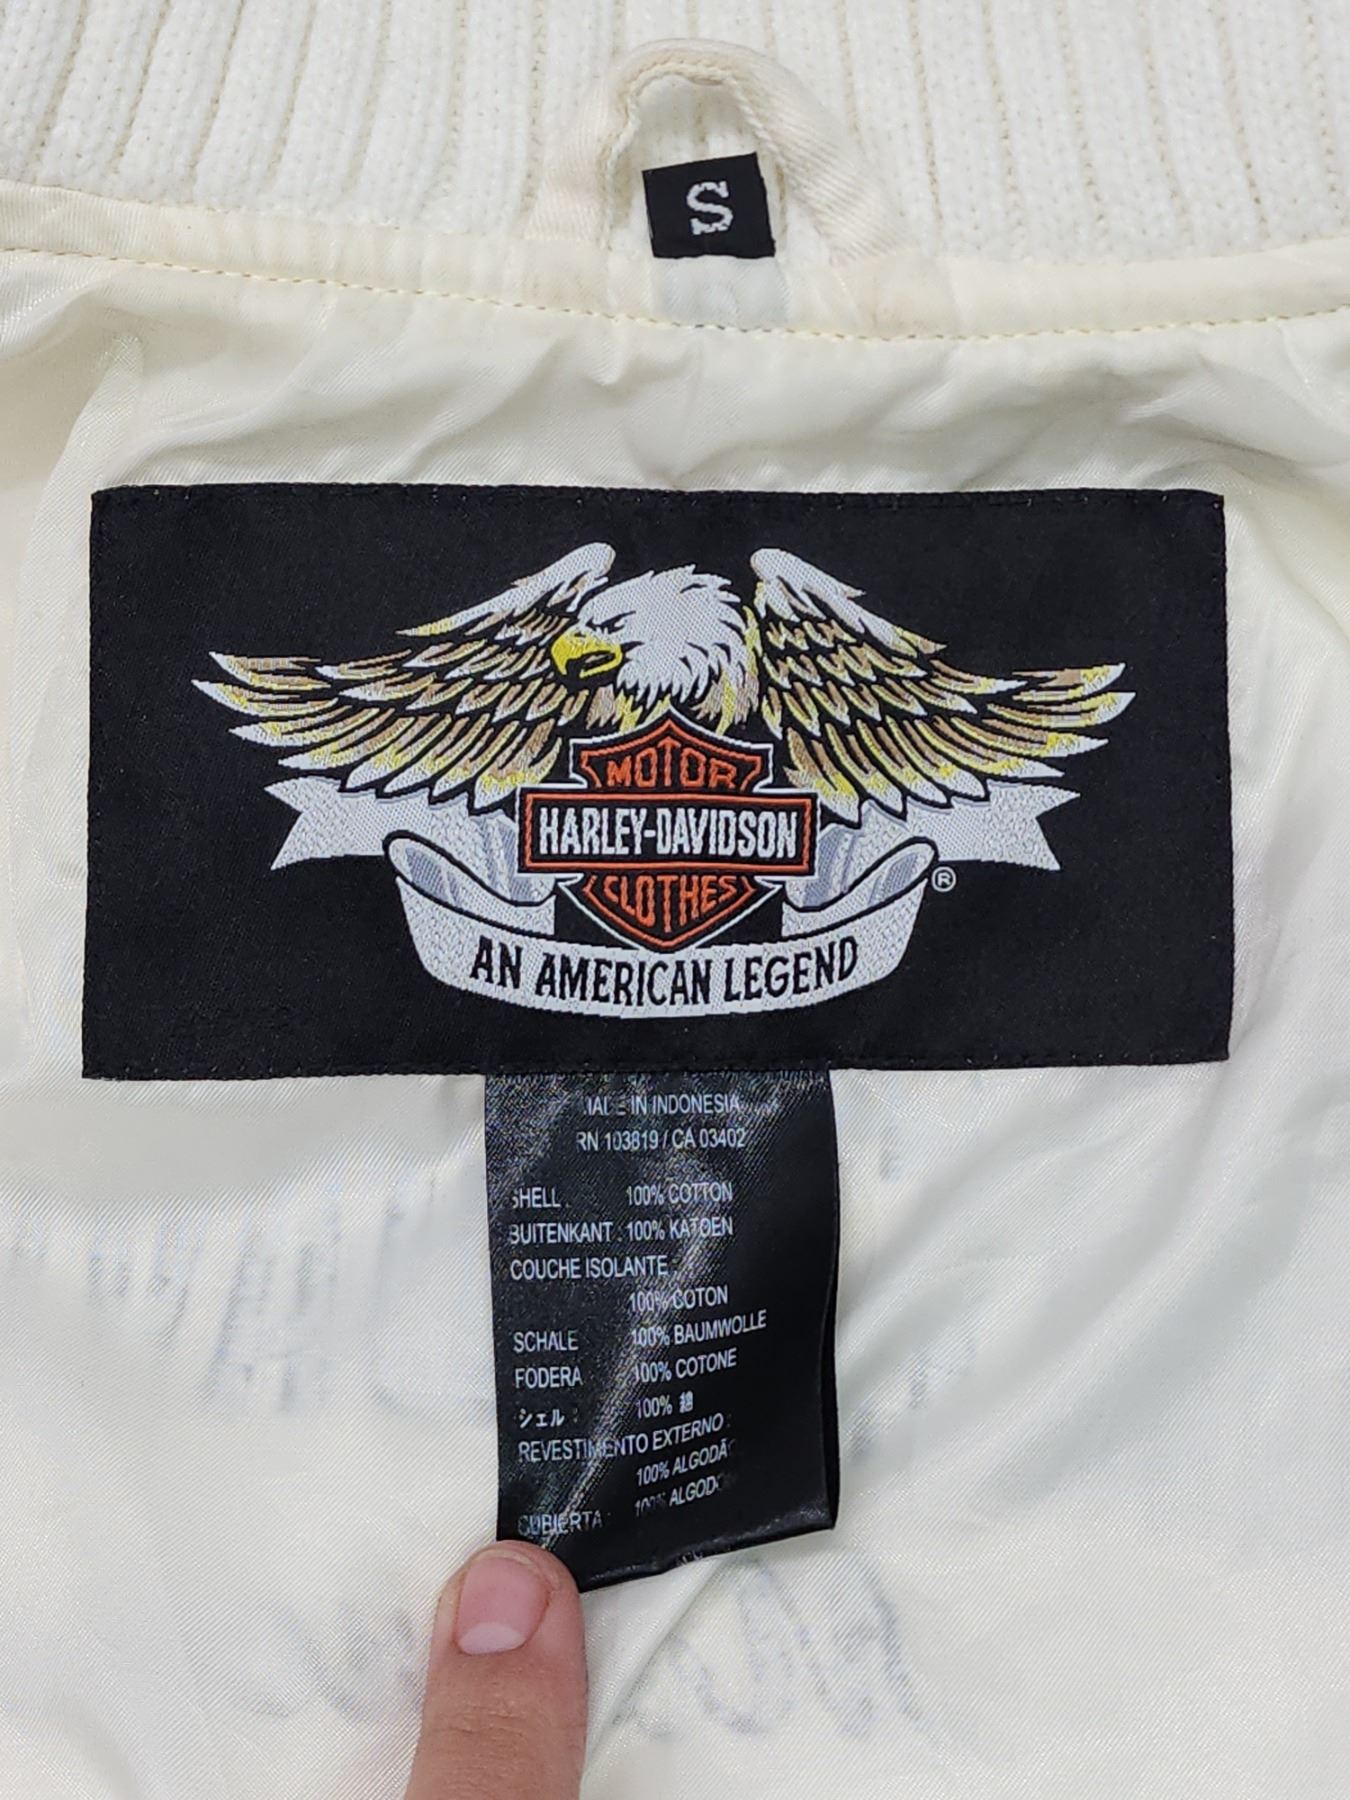 S
MOTOR
HARLEY-DAVIDSON
CLOTHES
®
AN AMERICAN LEGEND
MADE IN INDONESIA
RN 103819 / CA 03402
SHELL : 100% COTTON
BUITENKANT : 100% KATOEN
COUCHE ISOLANTE :
100% COTON
SCHALE 100% BAUMWOLLE
FODERA 100% COTONE
シェル : 100% 綿
REVESTIMENTO EXTERNO :
100% ALGODÃO
CUBIERTA : 100% ALGODON